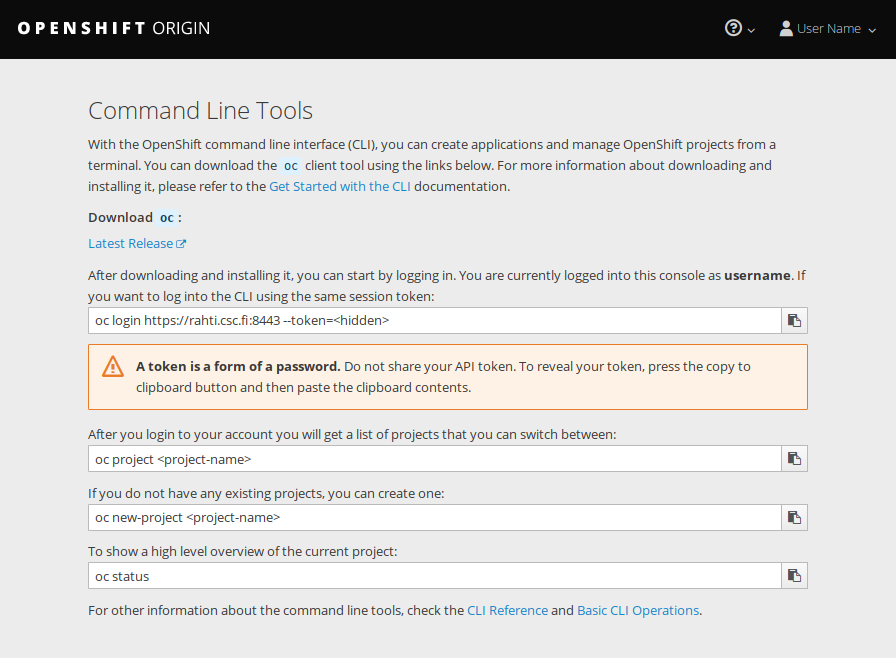 OPENSHIFT ORIGIN
User Name
Command Line Tools
With the OpenShift command line interface (CLI), you can create applications and manage OpenShift projects from a
terminal. You can download the oc client tool using the links below. For more information about downloading and
installing it, please refer to the Get Started with the CLI documentation.
Download oc :
Latest Release
After downloading and installing it, you can start by logging in. You are currently logged into this console as username. If
you want to log into the CLI using the same session token:
oc login https://rahti.csc.fi:8443 --token=<hidden>
A token is a form of a password. Do not share your API token. To reveal your token, press the copy to
clipboard button and then paste the clipboard contents.
After you login to your account you will get a list of projects that you can switch between:
oc project <project-name>
If you do not have any existing projects, you can create one:
oc new-project <project-name>
To show a high level overview of the current project:
oc status
For other information about the command line tools, check the CLI Reference and Basic CLI Operations.